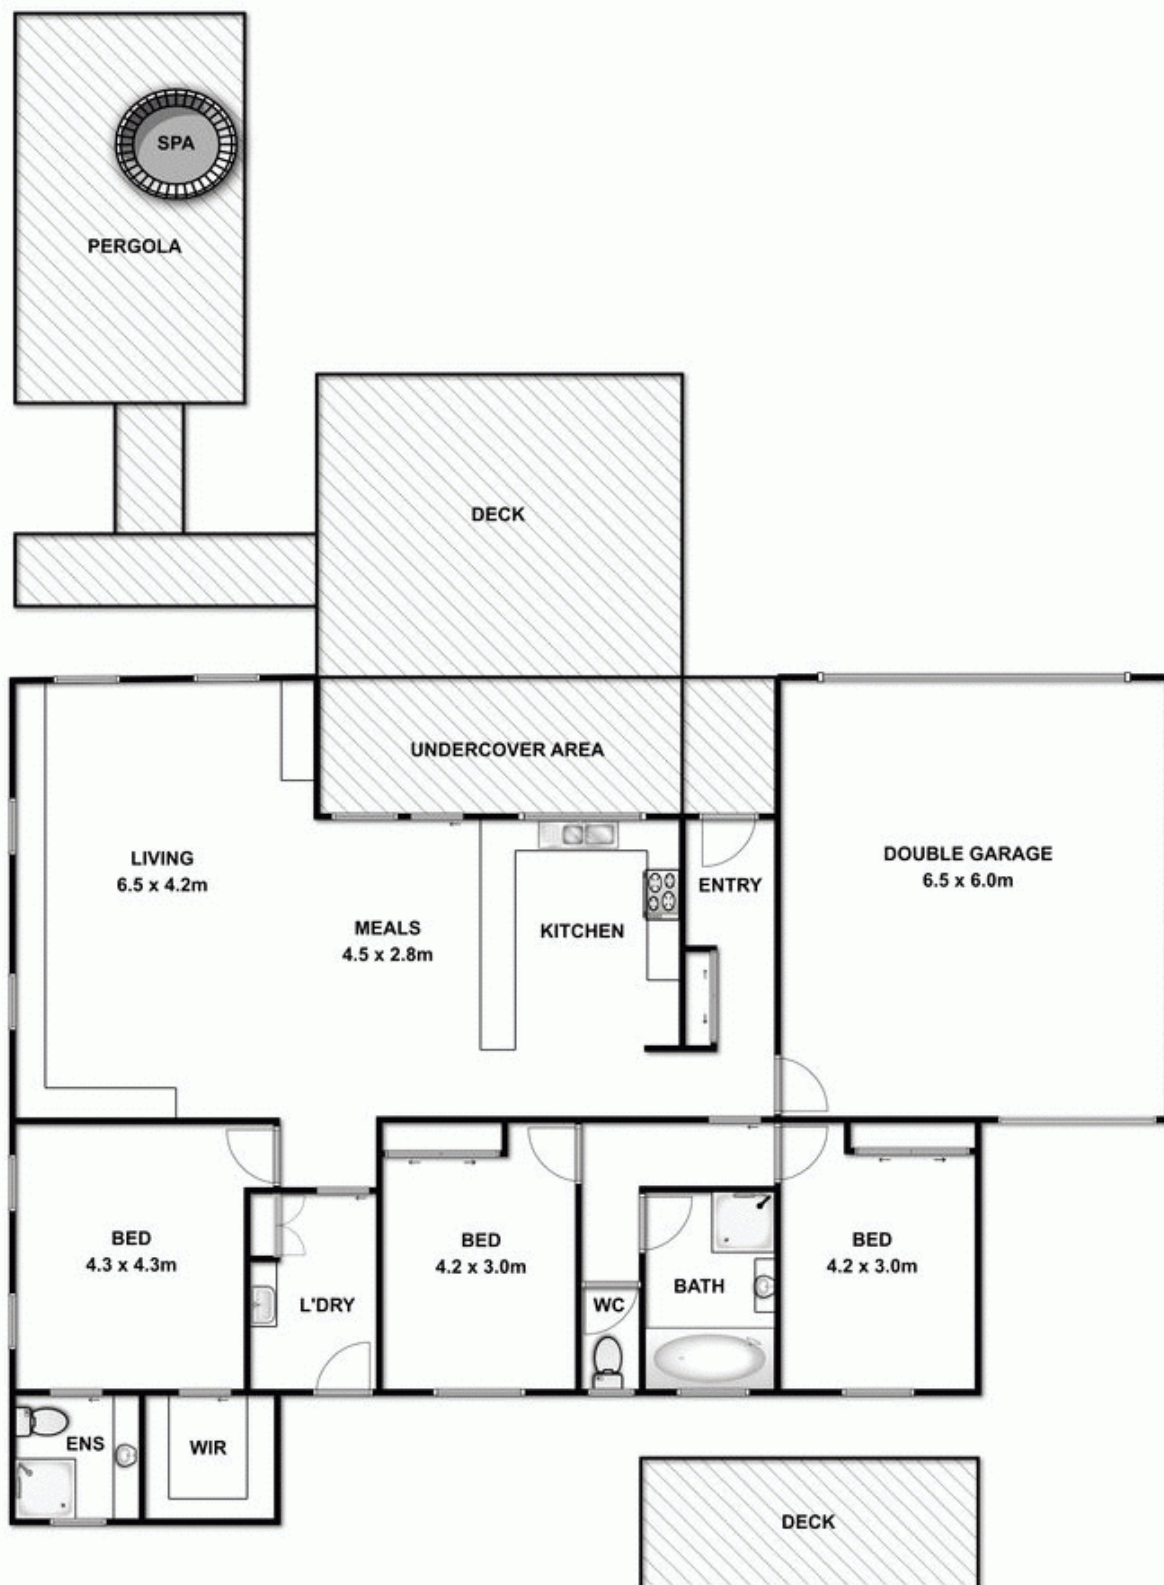 SPA
PERGOLA
DECK
UNDERCOVER AREA
LIVING
6.5 x 4.2m
DOUBLE GARAGE
6.5 x 6.0m
ENTRY
MEALS
4.5 x 2.8m
KITCHEN
BED
4.3 x 4.3m
BED
4.2 x 3.0m
BED
4.2 x 3.0m
BATH
L'DRY
WC
ENS
WIR
DECK